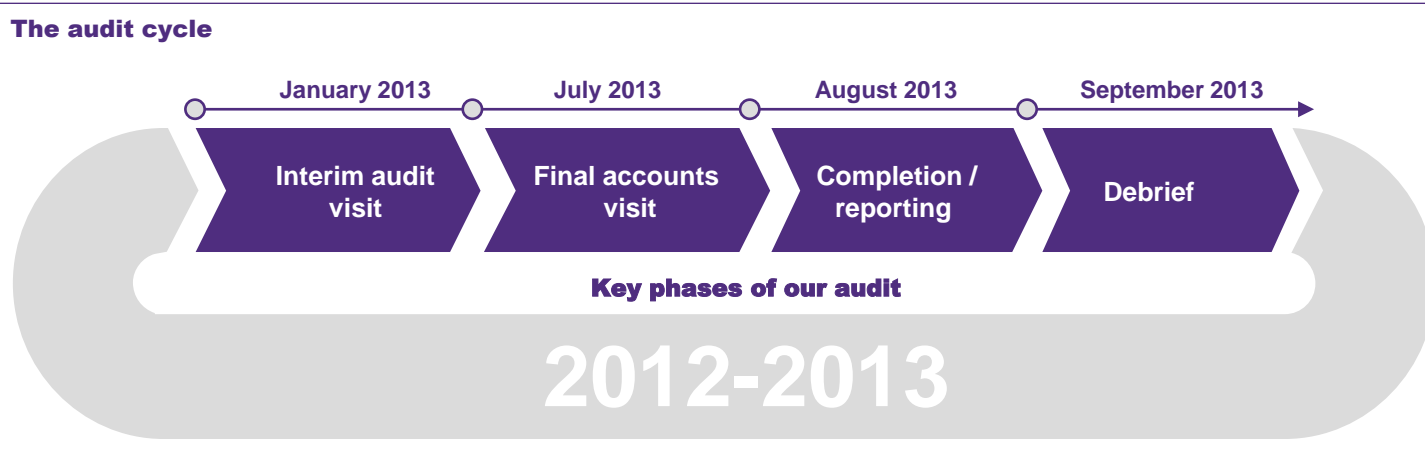 The audit cycle
January 2013 July 2013 August 2013 September 2013
Interim audit
visit
Final accounts
visit
Completion /
reporting
Debrief
Key phases of our audit
2012-2013